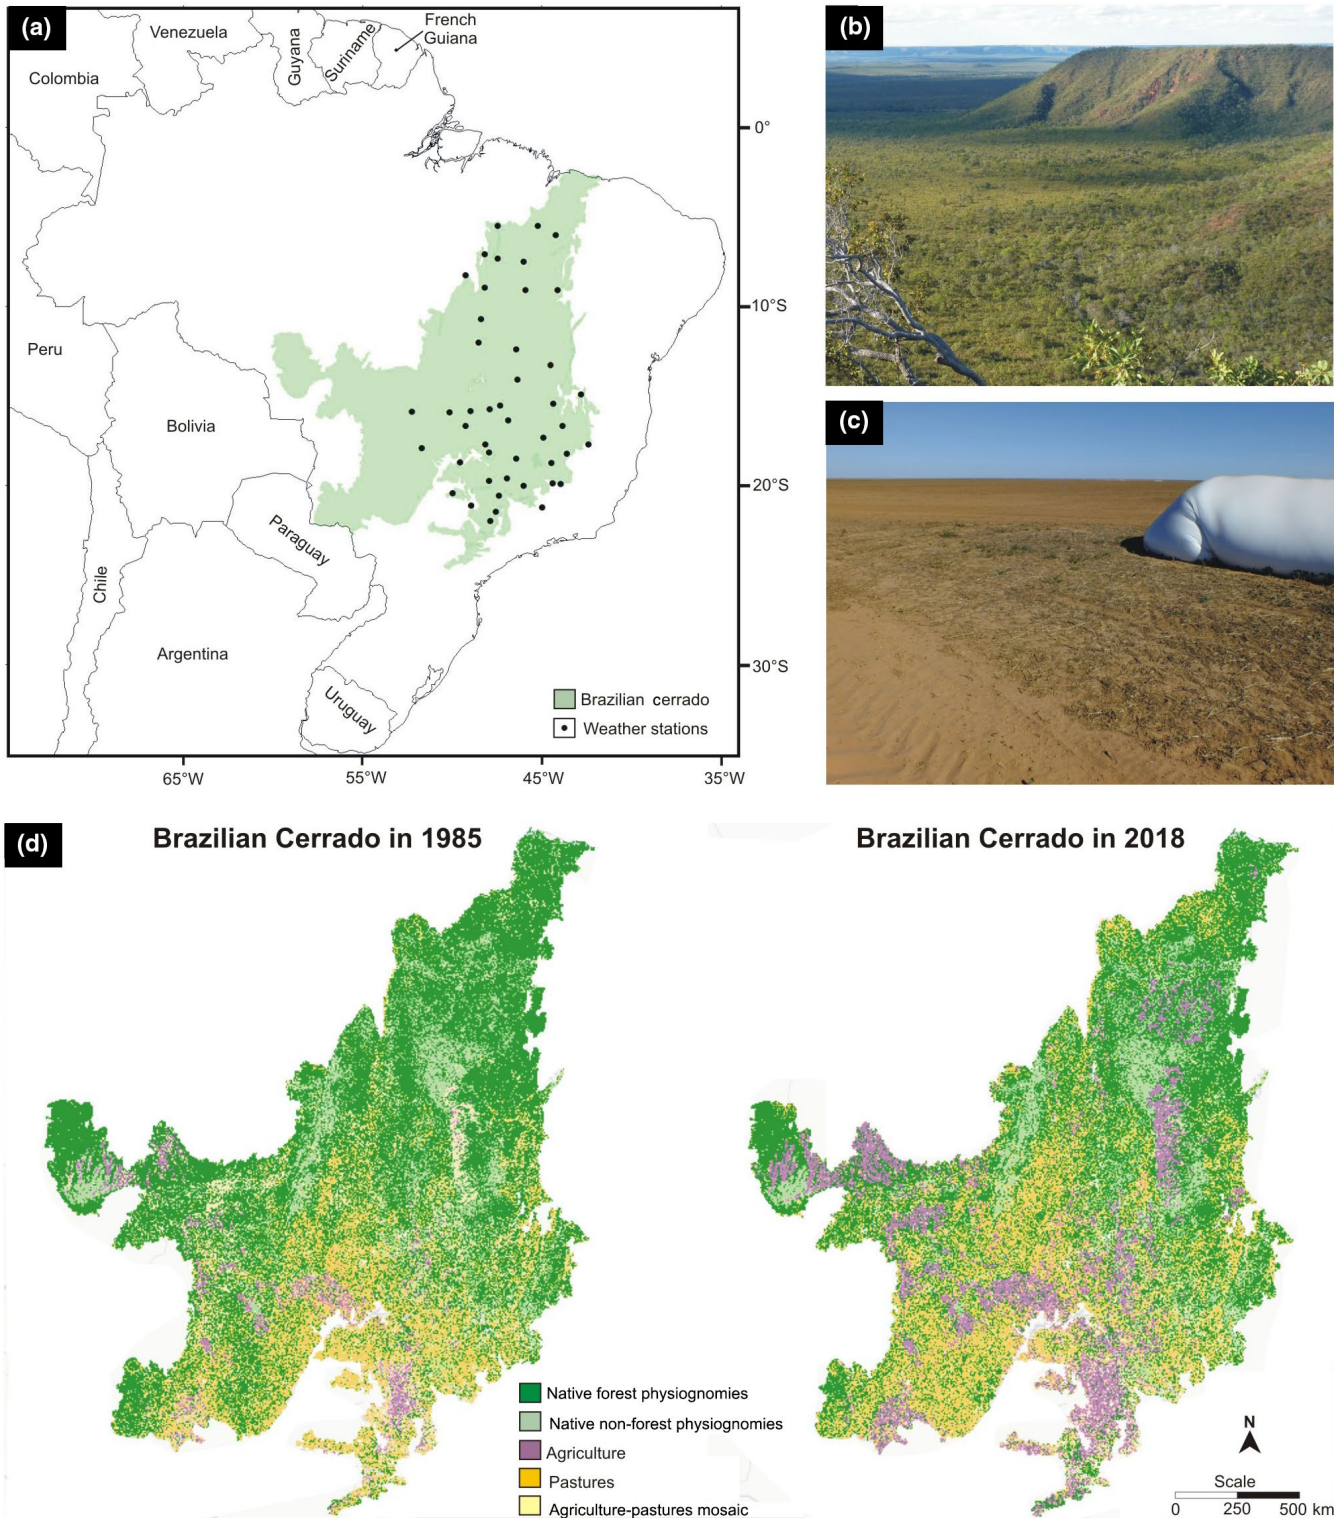 (a)
Venezuela
Guyana
Suriname
French
Guiana
Colombia
0°
Peru
10°S
Bolivia
20°S
Paraguay
Chile
Argentina
30°S
Uruguay
Brazilian cerrado
Weather stations
65°W
55°W
45°W
35°W
(b)
(c)
(d)
Brazilian Cerrado in 1985
Brazilian Cerrado in 2018
Native forest physiognomies
Native non-forest physiognomies
Agriculture
Pastures
Agriculture-pastures mosaic
N
Scale
0 250 500 km